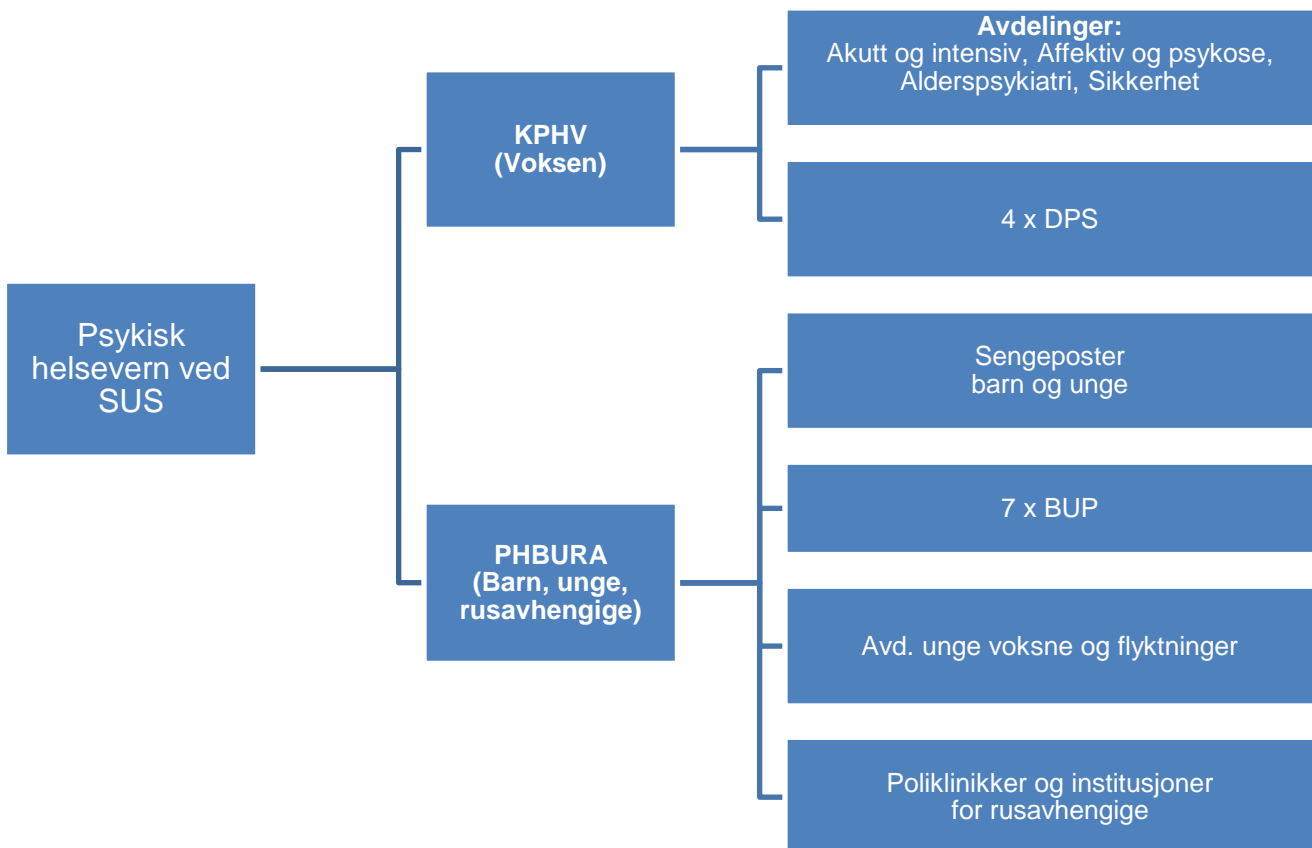 Psykisk
helsevern ved
SUS
KPHV
(Voksen)
Avdelinger:
Akutt og intensiv, Affektiv og psykose,
Alderspsykiatri, Sikkerhet
4 x DPS
PHBURA
(Barn, unge,
rusavhengige)
Sengeposter
barn og unge
7 x BUP
Avd. unge voksne og flyktninger
Poliklinikker og institusjoner
for rusavhengige